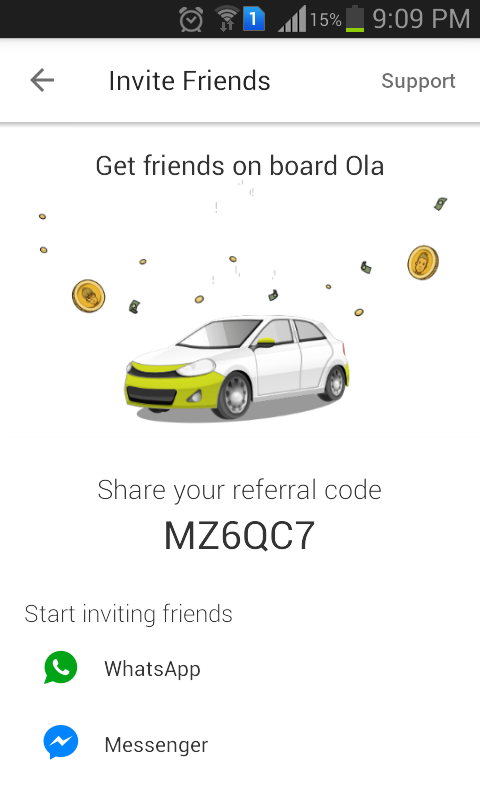 1 15% 9:09 PM
Invite Friends Support
Get friends on board Ola
Share your referral code
MZ6QC7
Start inviting friends
WhatsApp
Messenger